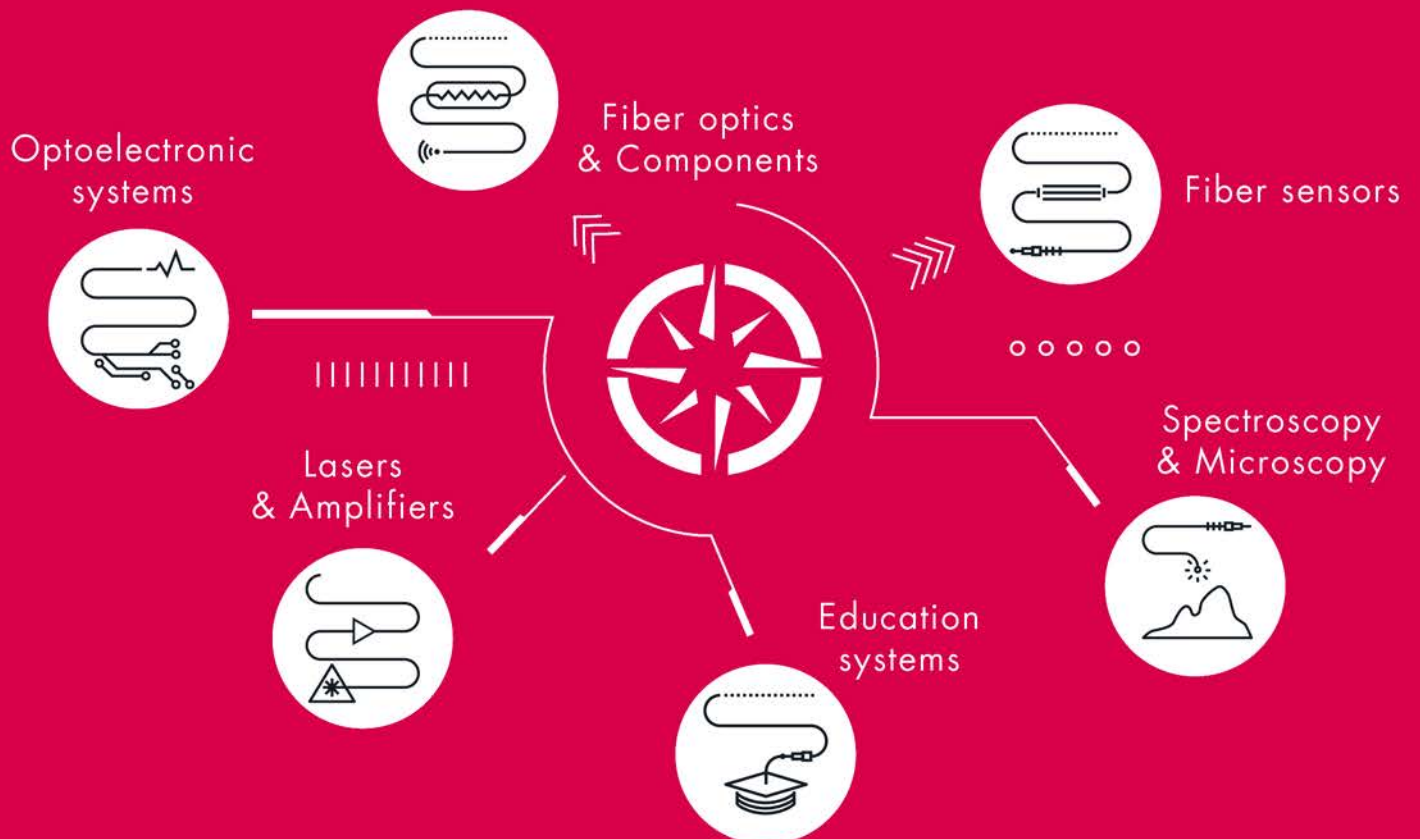 Fiber optics
& Components
Optoelectronic
systems
Fiber sensors
Spectroscopy
& Microscopy
Lasers
& Amplifiers
Education
systems